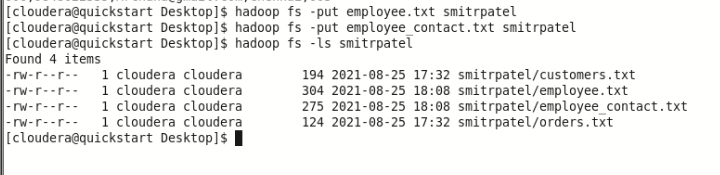 [cloudera@quickstart Desktop]$ hadoop fs -put employee.txt smitrpatel
[cloudera@quickstart Desktop]$ hadoop fs -put employee_contact.txt smitrpatel
[cloudera@quickstart Desktop]$ hadoop fs -ls smitrpatel
Found 4 items
-rw-r--r--   1 cloudera cloudera        194 2021-08-25 17:32 smitrpatel/customers.txt
-rw-r--r--   1 cloudera cloudera        304 2021-08-25 18:08 smitrpatel/employee.txt
-rw-r--r--   1 cloudera cloudera        275 2021-08-25 18:08 smitrpatel/employee_contact.txt
-rw-r--r--   1 cloudera cloudera        124 2021-08-25 17:32 smitrpatel/orders.txt
[cloudera@quickstart Desktop]$